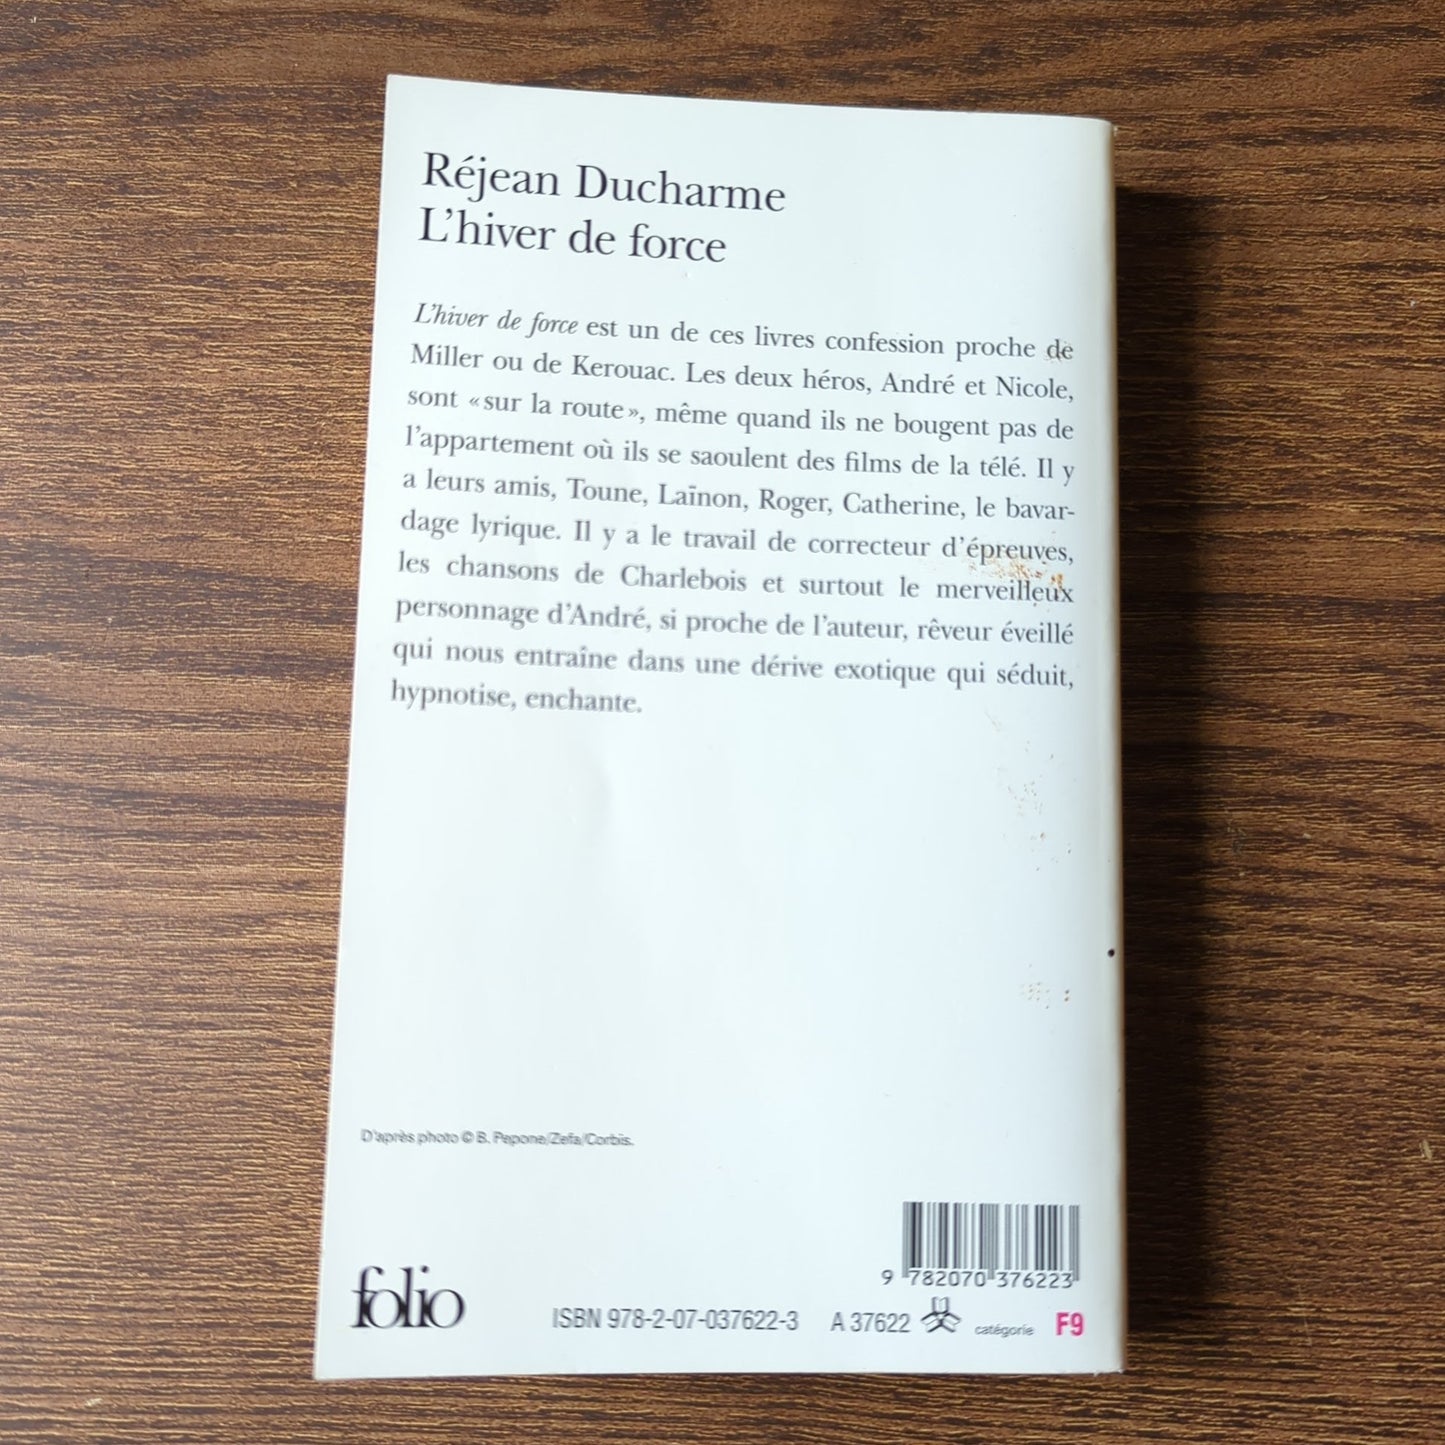 Réjean Ducharme
L'hiver de force
L'hiver de force est un de ces livres confession proche de
Miller ou de Kerouac. Les deux héros, André et Nicole,
sont « sur la route », même quand ils ne bougent pas de
l'appartement où ils se saoulent des films de la télé. Il y
a leurs amis, Toune, Laïnon, Roger, Catherine, le bavar-
dage lyrique. Il y a le travail de correcteur d'épreuves,
les chansons de Charlebois et surtout le merveilleux
personnage d'André, si proche de l'auteur, rêveur éveillé
qui nous entraîne dans une dérive exotique qui séduit,
hypnotise, enchante.
D'après photo © B. Pepone/Zefa/Corbis.
9 782070 376223
folio
ISBN 978-2-07-037622-3 A 37622 catégorie F9